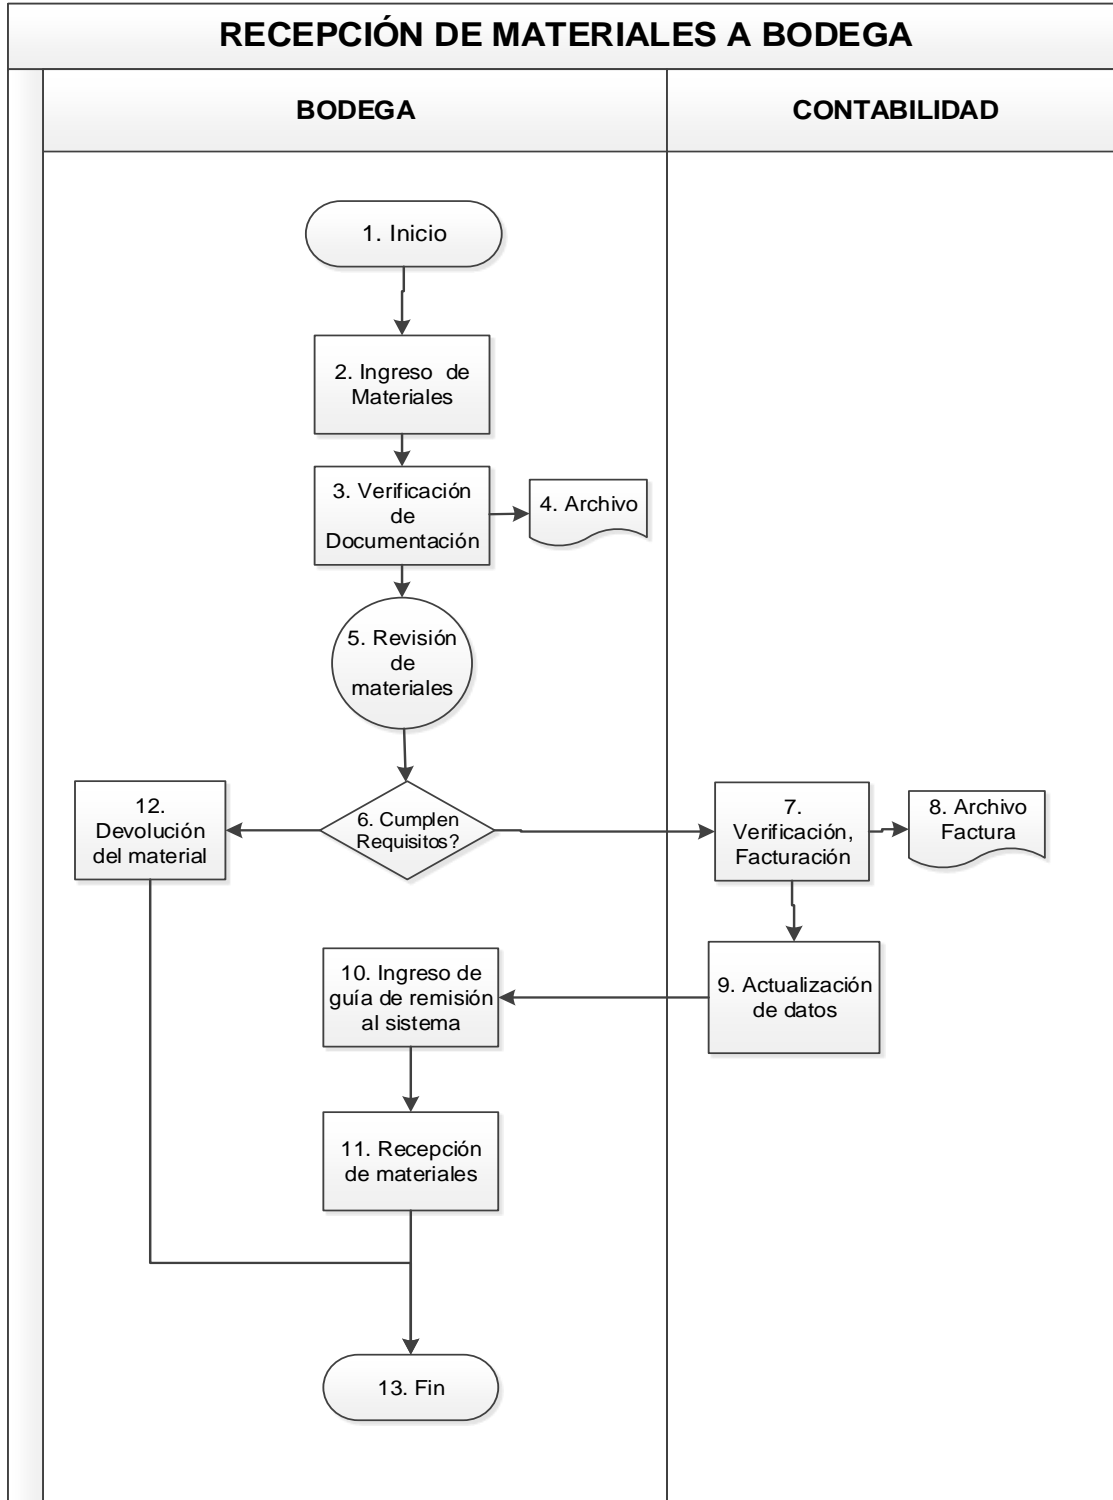 RECEPCIÓN DE MATERIALES A BODEGA
BODEGA
CONTABILIDAD
1. Inicio
2. Ingreso de
Materiales
3. Verificación
de
Documentación
4. Archivo
5. Revisión
de
materiales
6. Cumplen
Requisitos?
12.
Devolución
del material
7.
Verificación,
Facturación
8. Archivo
Factura
9. Actualización
de datos
10. Ingreso de
guía de remisión
al sistema
11. Recepción
de materiales
13. Fin